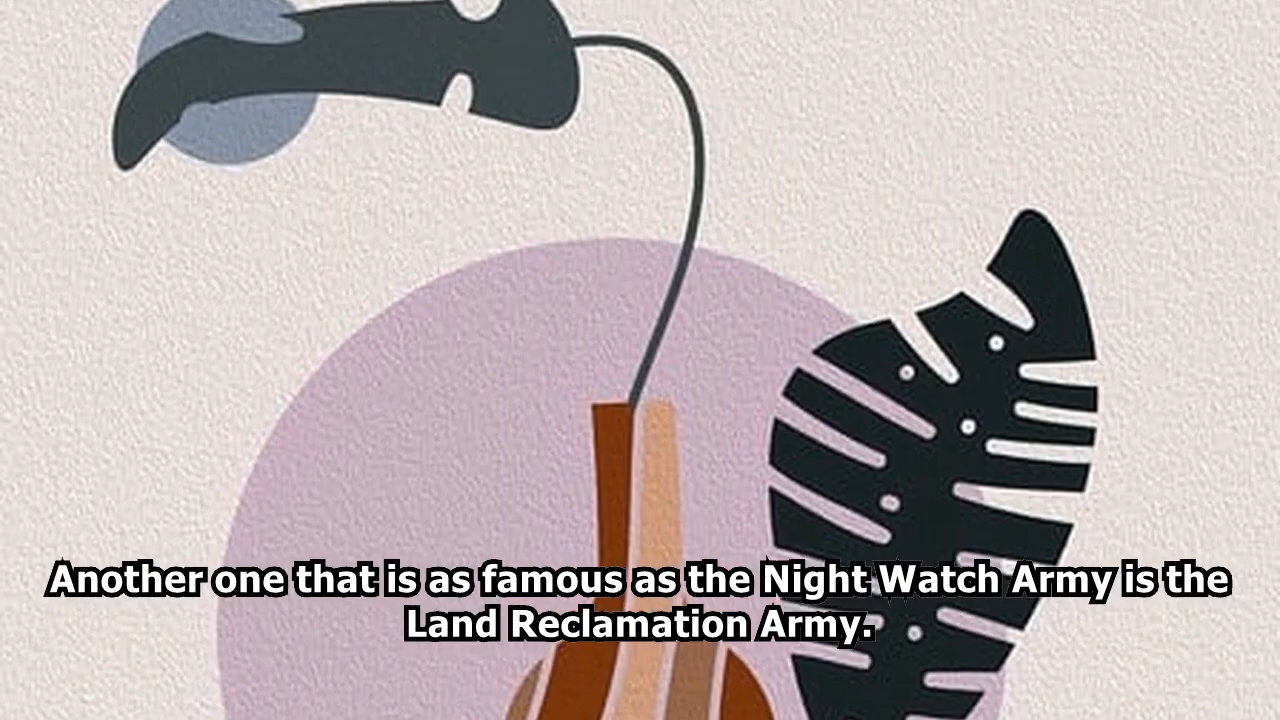 Another one that is as famous as the Night Watch Army is the
Land Reclamation Army.